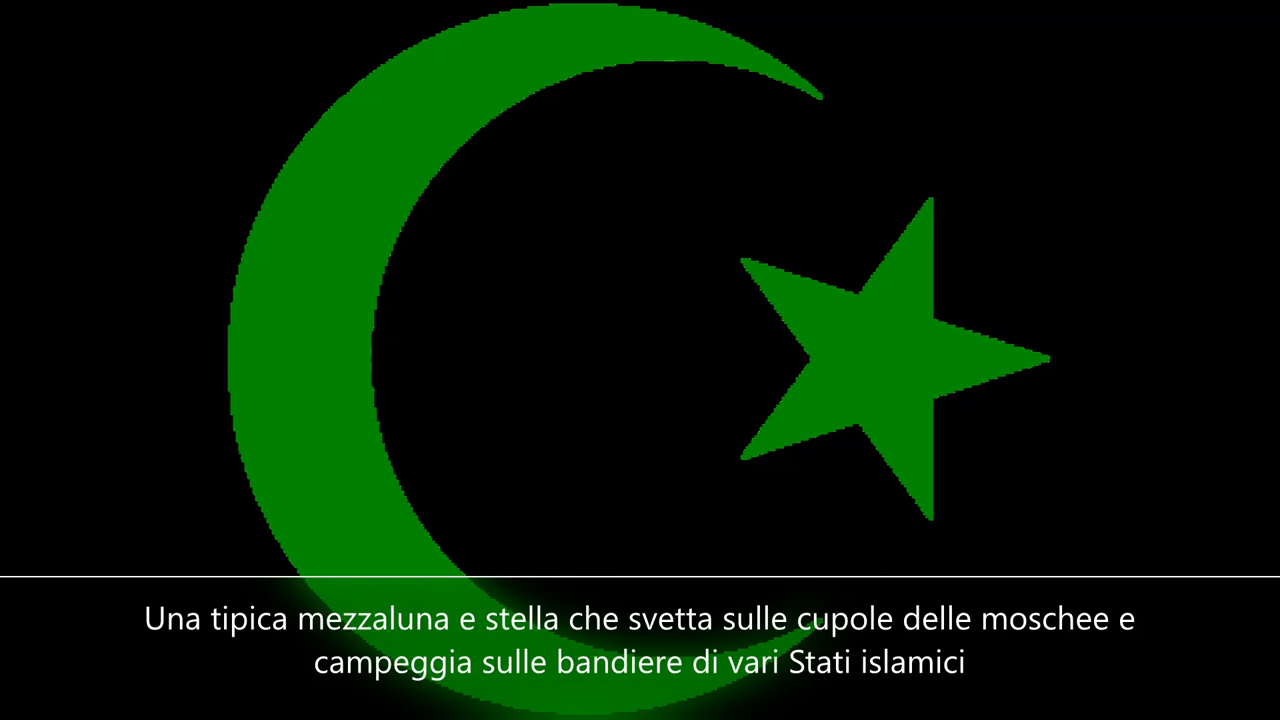 Una tipica mezzaluna e stella che svetta sulle cupole delle moschee e
campeggia sulle bandiere di vari Stati islamici